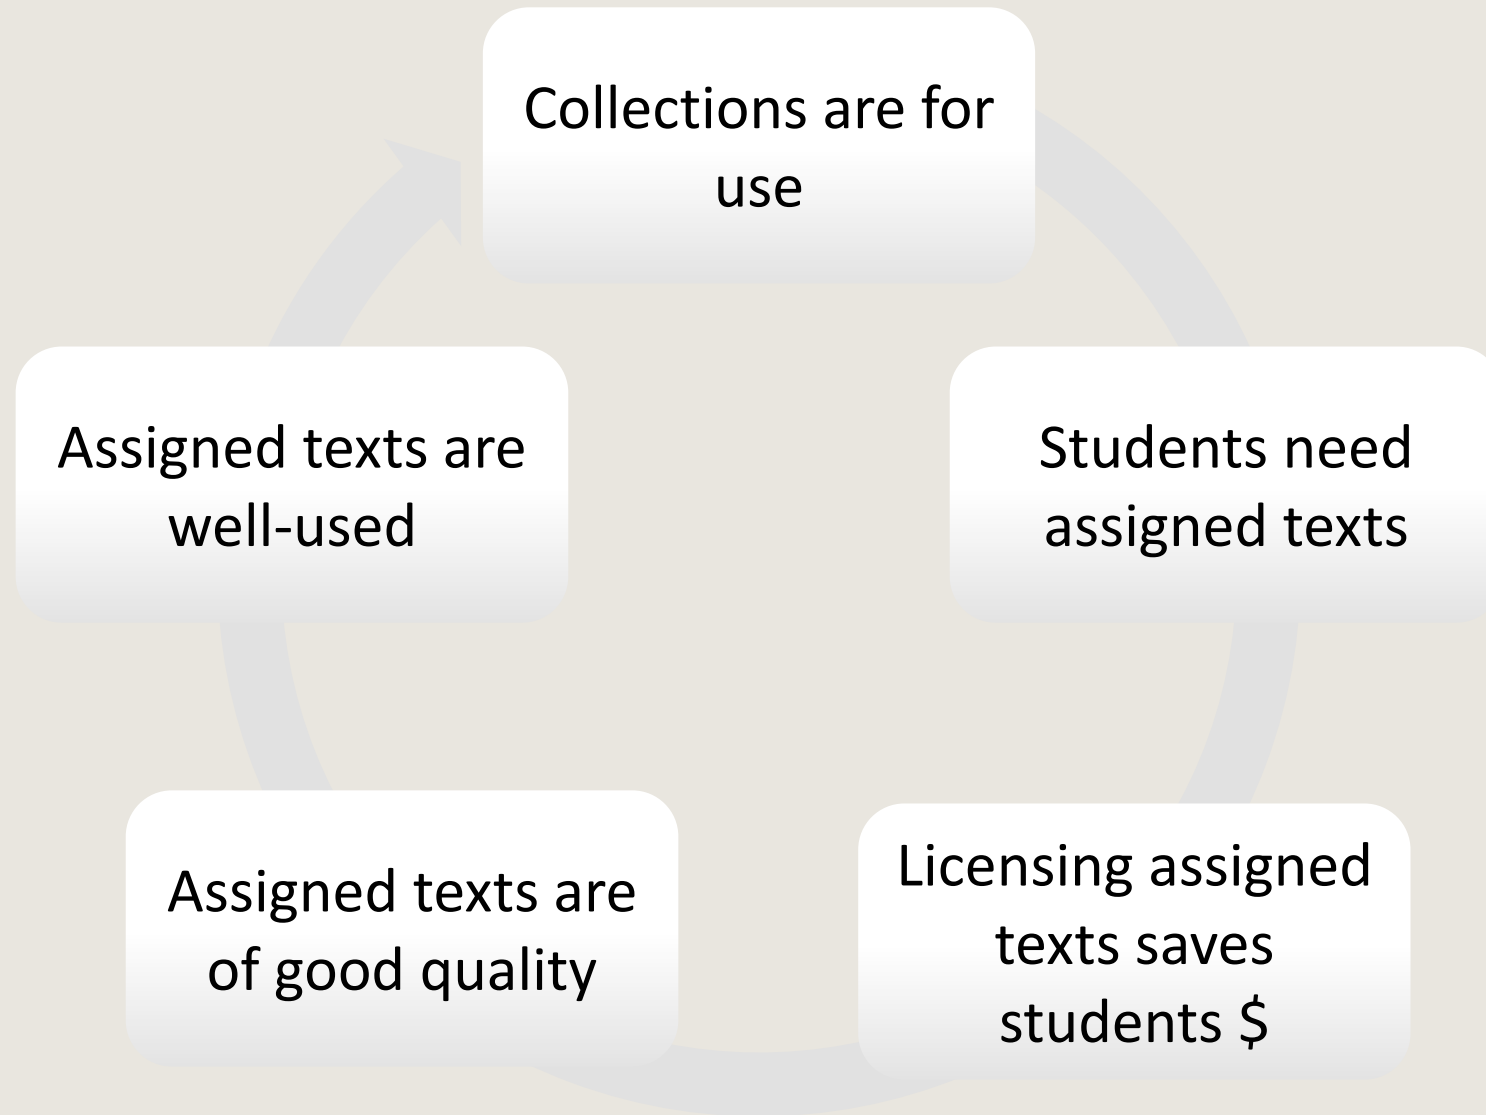 Collections are for
use
Students need
assigned texts
Licensing assigned
texts saves
students $
Assigned texts are
of good quality
Assigned texts are
well-used